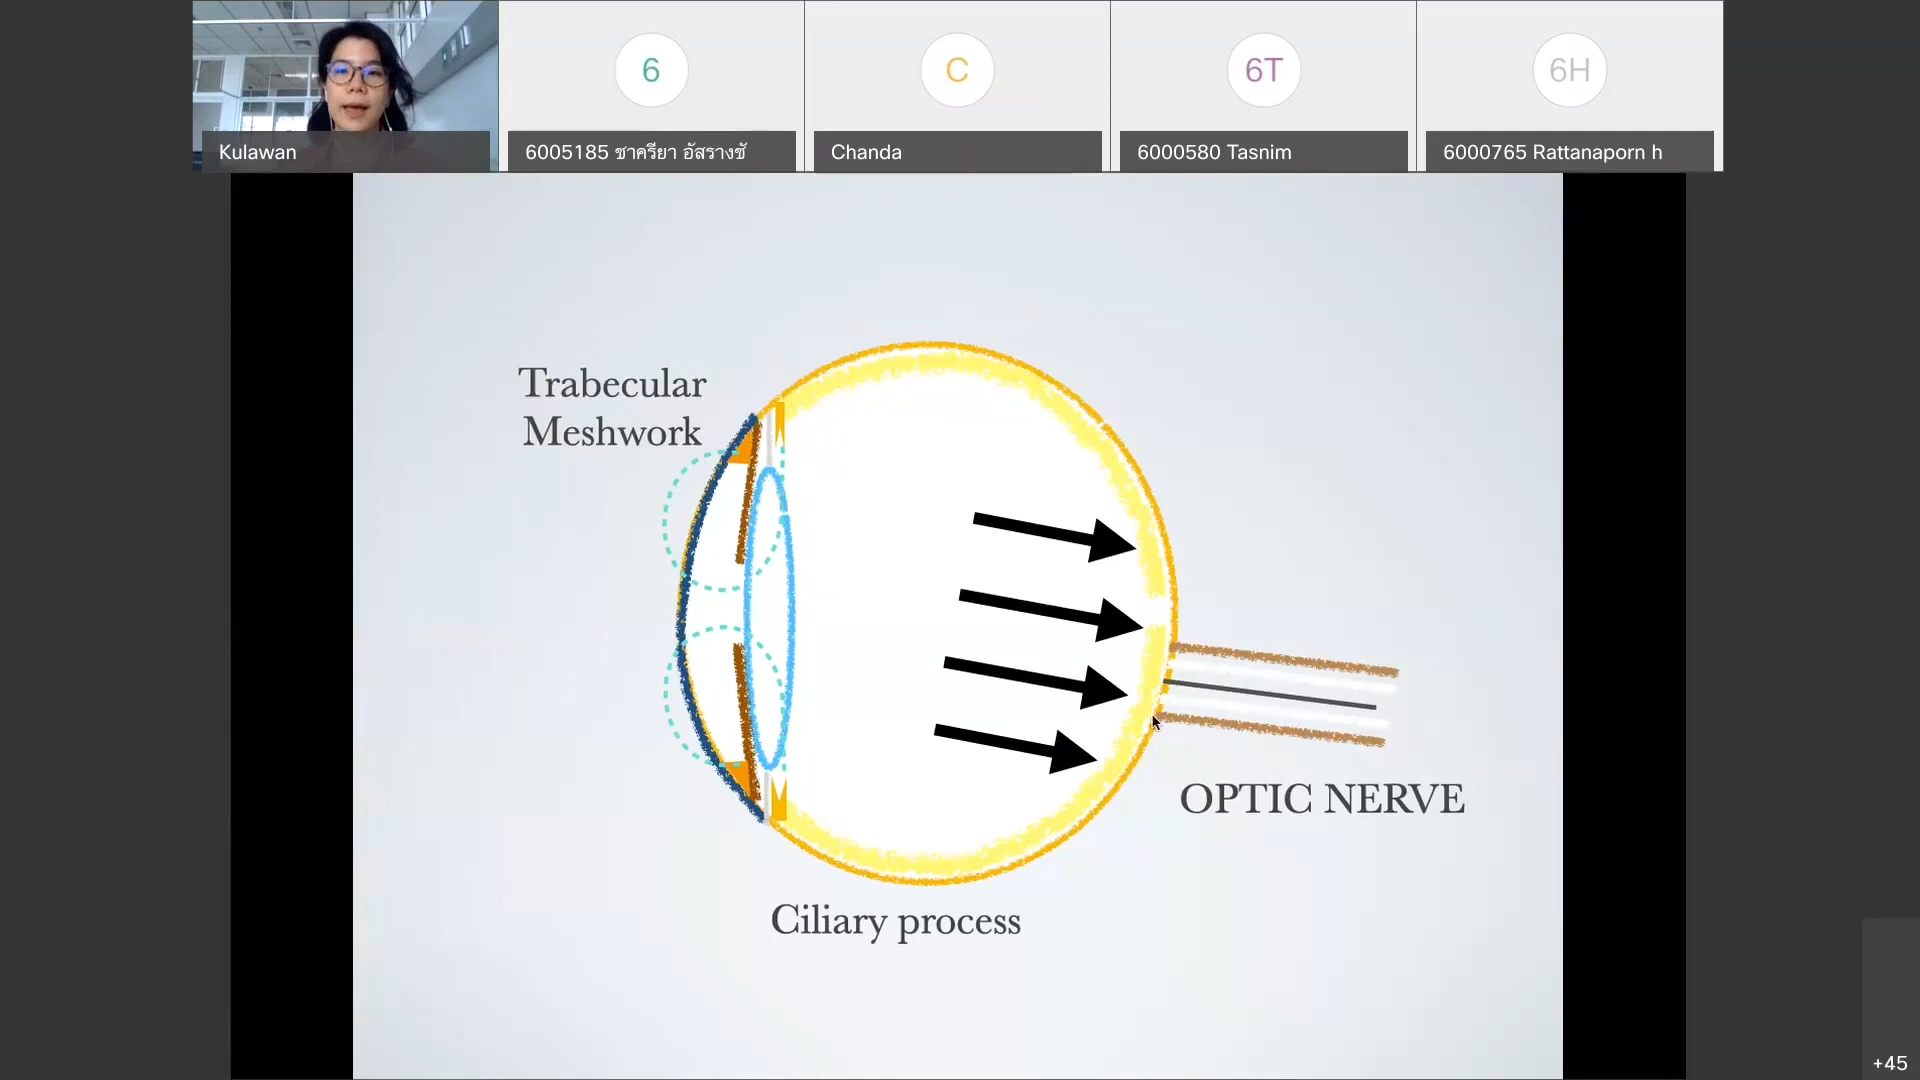 6
C
6T
6H
Kulawan
6005185 ซาครียา อัสรางชั
Chanda
6000580 Tasnim
6000765 Rattanaporn h
Trabecular
Meshwork
OPTIC NERVE
Ciliary process
+45